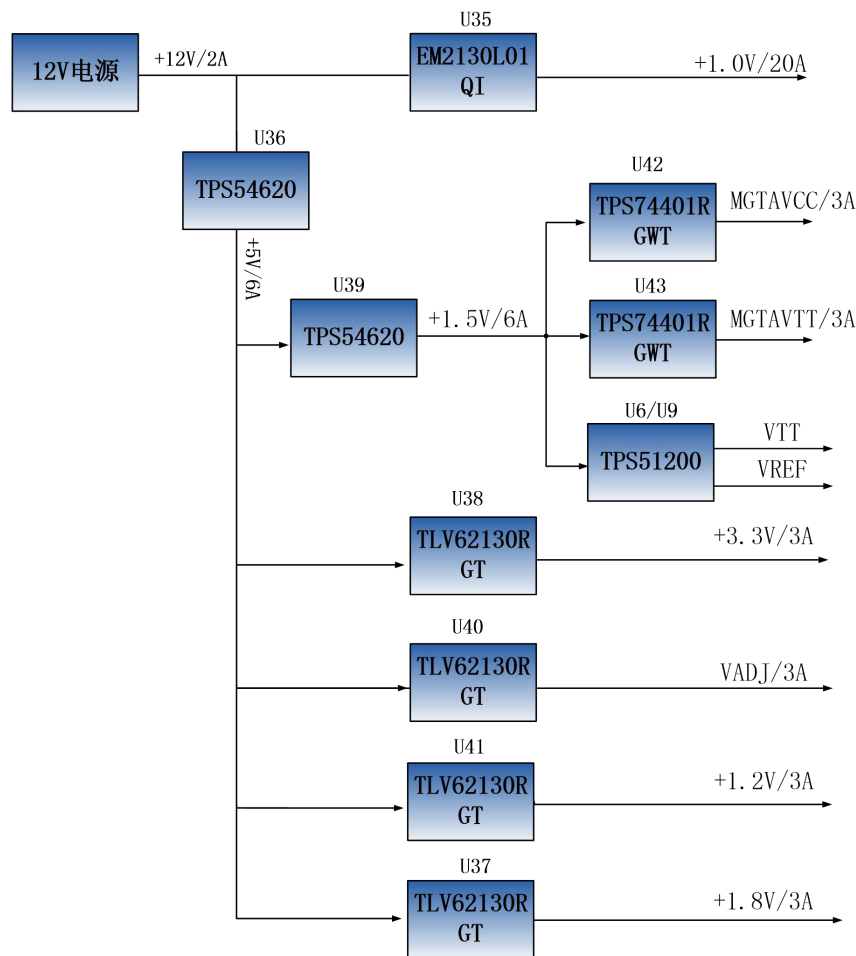 U35
12V电源
+12V/2A
EM2130L01
QI
+1.0V/20A
U36
TPS54620
+5V/6A
U42
TPS74401R
GWT
MGTAVCC/3A
U39
TPS54620
+1.5V/6A
U43
TPS74401R
GWT
MGTAVTT/3A
U6/U9
TPS51200
VTT
VREF
U38
TLV62130R
GT
+3.3V/3A
U40
TLV62130R
GT
VADJ/3A
U41
TLV62130R
GT
+1.2V/3A
U37
TLV62130R
GT
+1.8V/3A